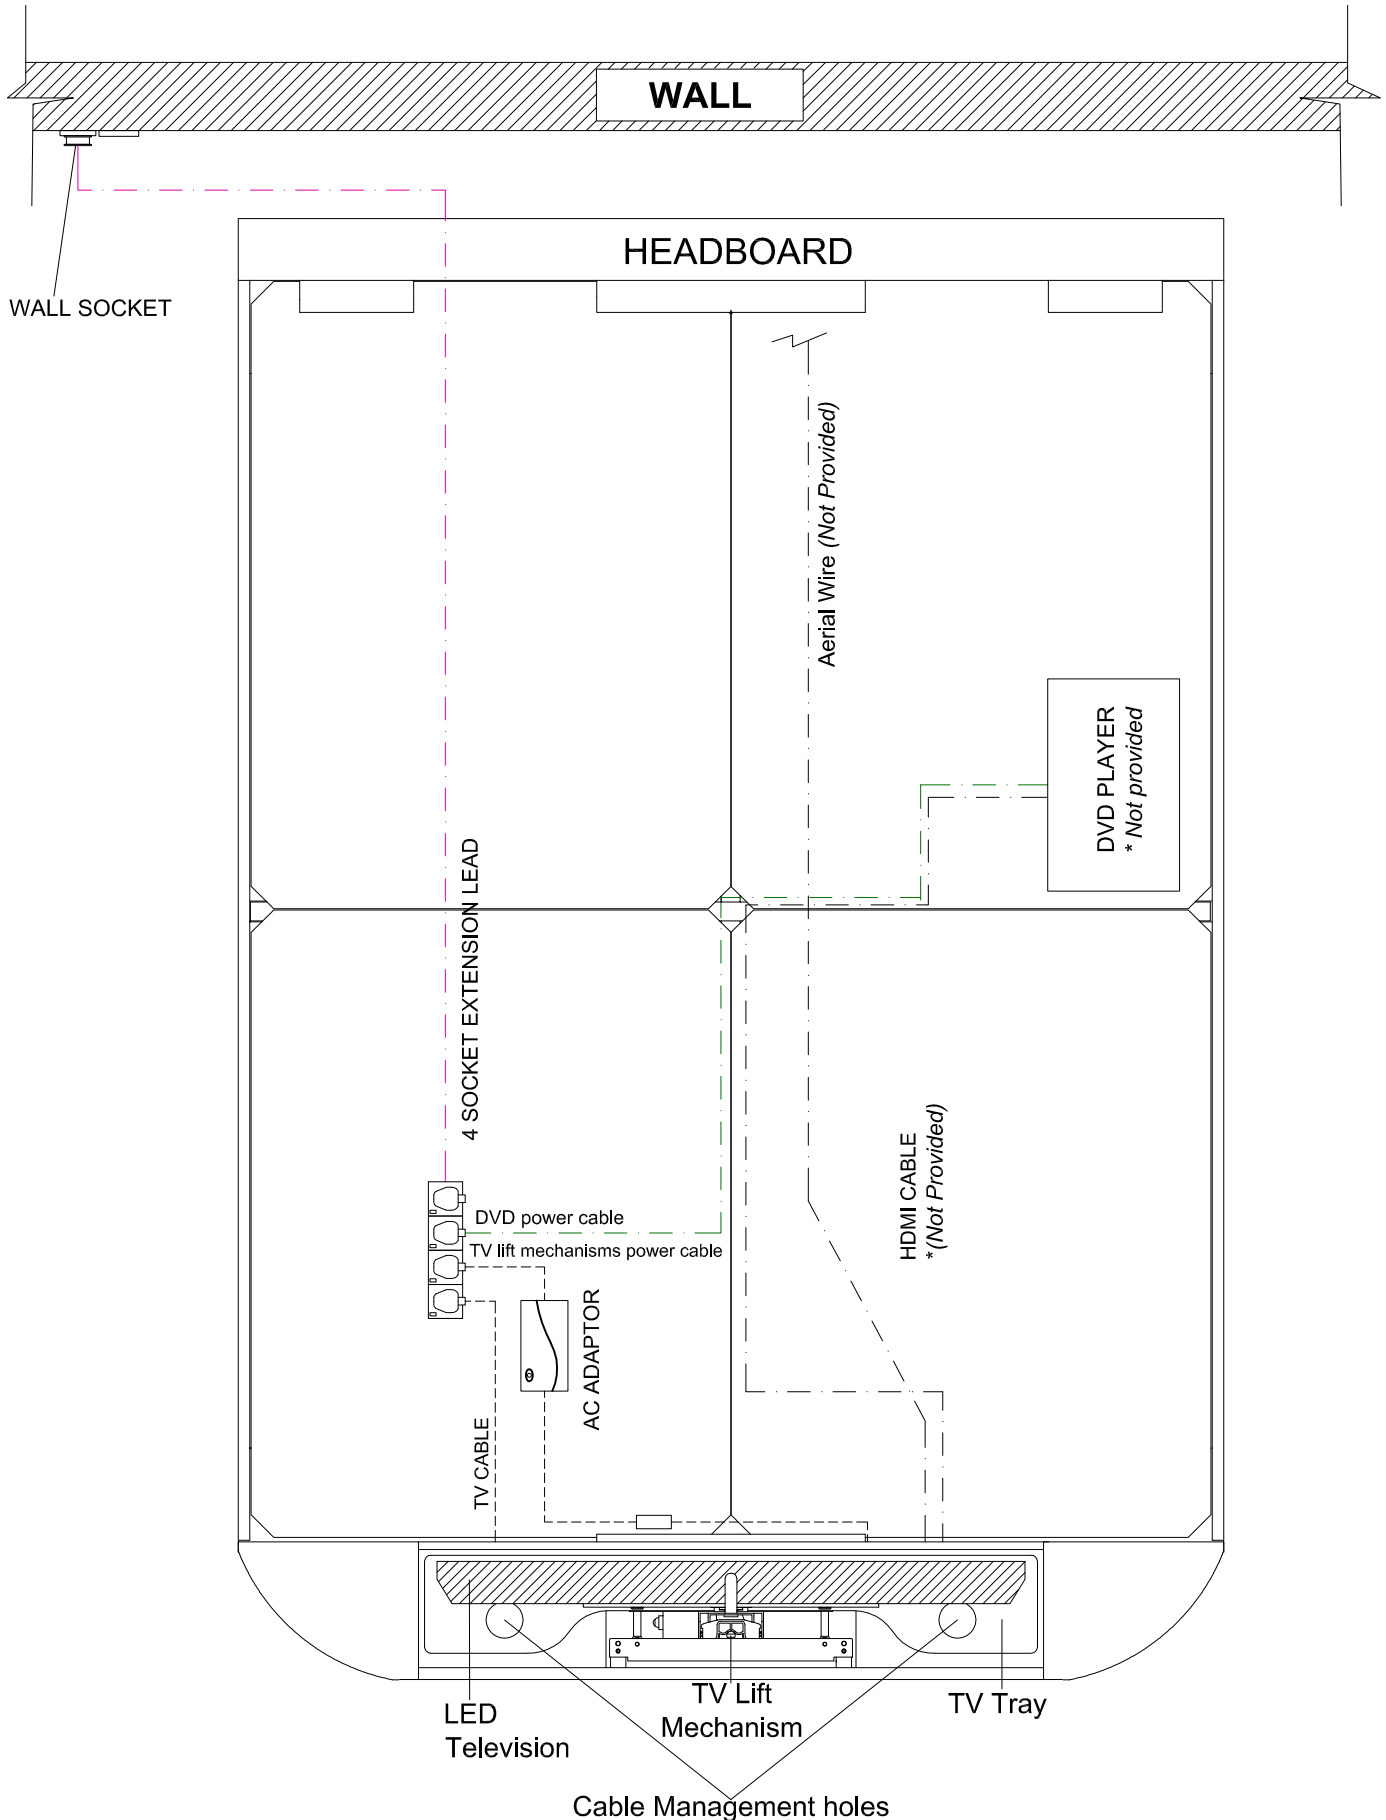 WALL
HEADBOARD
WALL SOCKET
Aerial Wire (Not Provided)
DVD PLAYER
* Not provided
4 SOCKET EXTENSION LEAD
HDMI CABLE
*(Not Provided)
DVD power cable
TV lift mechanisms power cable
AC ADAPTOR
TV CABLE
LED
Television
TV Lift
Mechanism
TV Tray
Cable Management holes